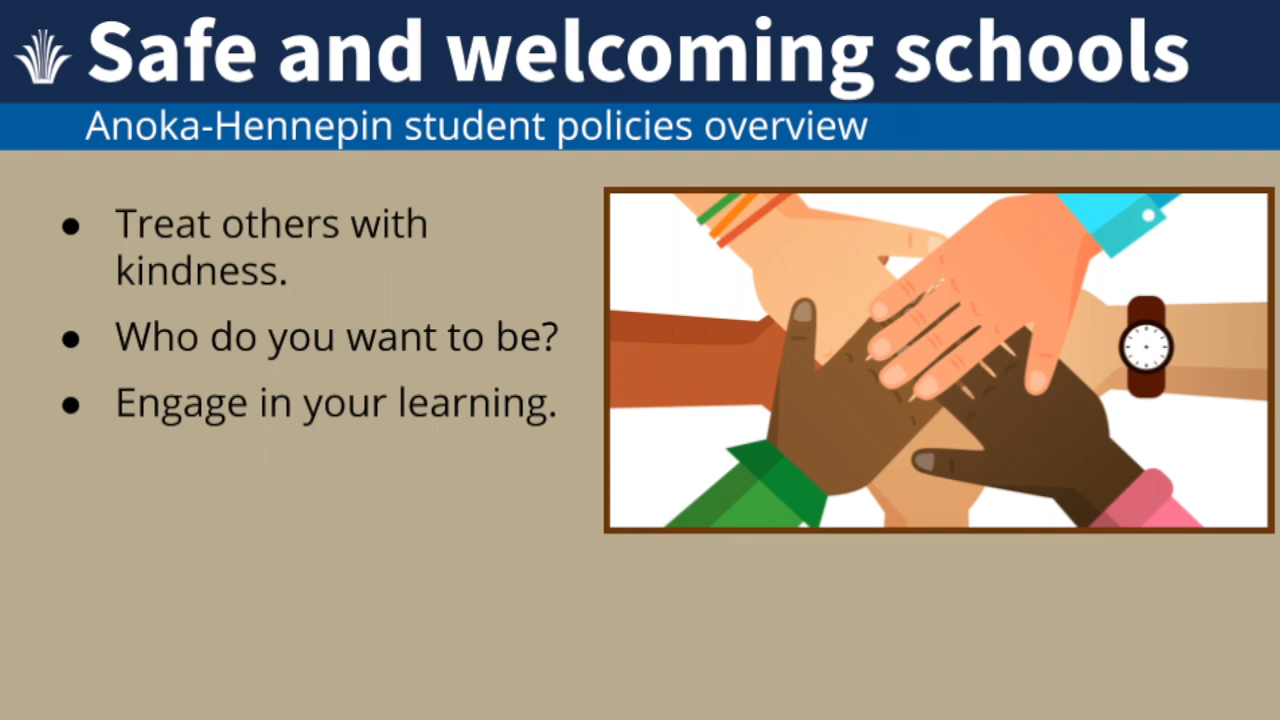 Safe and welcoming schools
Anoka-Hennepin student policies overview
● Treat others with
kindness.
● Who do you want to be?
● Engage in your learning.